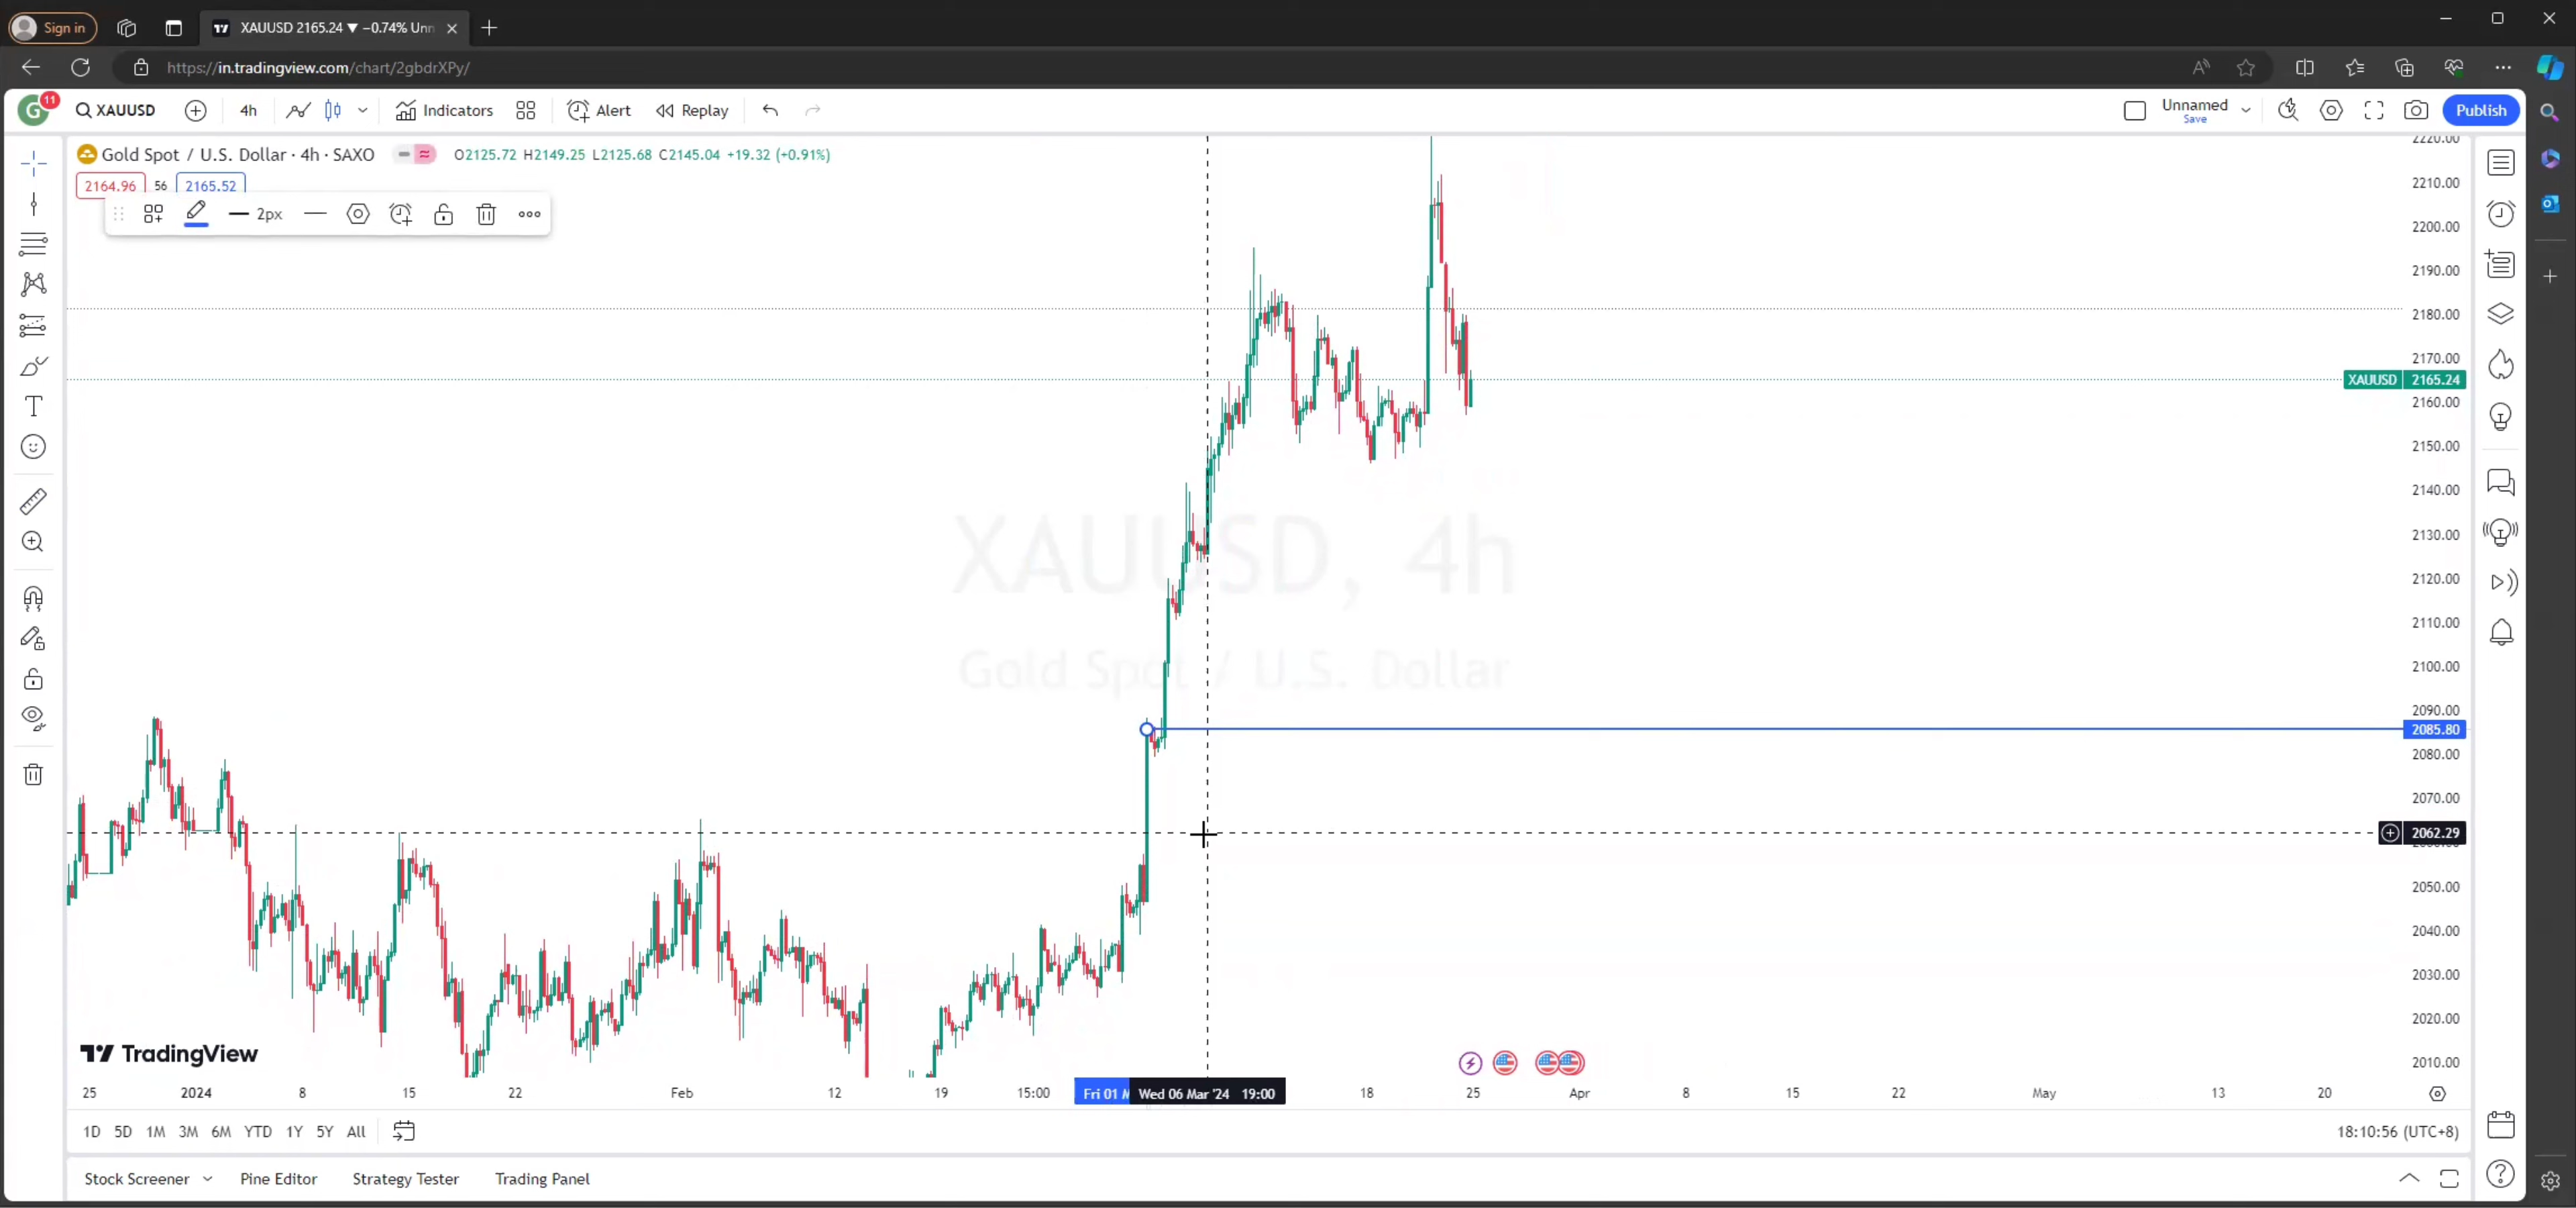 Sign in
XAUUSD 2165.24 ▼ −0.74% Unn
https://in.tradingview.com/chart/2gbdrXPy/
G 11 XAUUSD 4h Indicators Alert Replay Unnamed Save Publish
Gold Spot / U.S. Dollar · 4h · SAXO O2125.72 H2149.25 L2125.68 C2145.04 +19.32 (+0.91%)
2164.96 56 2165.52
2px
2220.00
2210.00
2200.00
2190.00
2180.00
2170.00
XAUUSD 2165.24
2160.00
2150.00
2140.00
2130.00
2120.00
2110.00
2100.00
2090.00
2085.80
2080.00
2070.00
2062.29
2050.00
2040.00
2030.00
2020.00
2010.00
XAUUSD, 4h
Gold Spot / U.S. Dollar
TradingView
25 2024 8 15 22 Feb 12 19 15:00 Fri 01 M Wed 06 Mar '24 19:00 18 25 Apr 8 15 22 May 13 20
1D 5D 1M 3M 6M YTD 1Y 5Y All 18:10:56 (UTC+8)
Stock Screener Pine Editor Strategy Tester Trading Panel